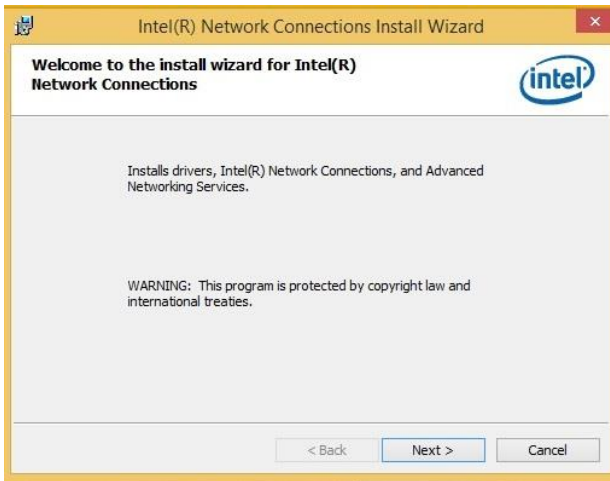 Intel(R) Network Connections Install Wizard
×
Welcome to the install wizard for Intel(R)
Network Connections
intel
Installs drivers, Intel(R) Network Connections, and Advanced
Networking Services.
WARNING:  This program is protected by copyright law and
international treaties.
< Back
Next >
Cancel